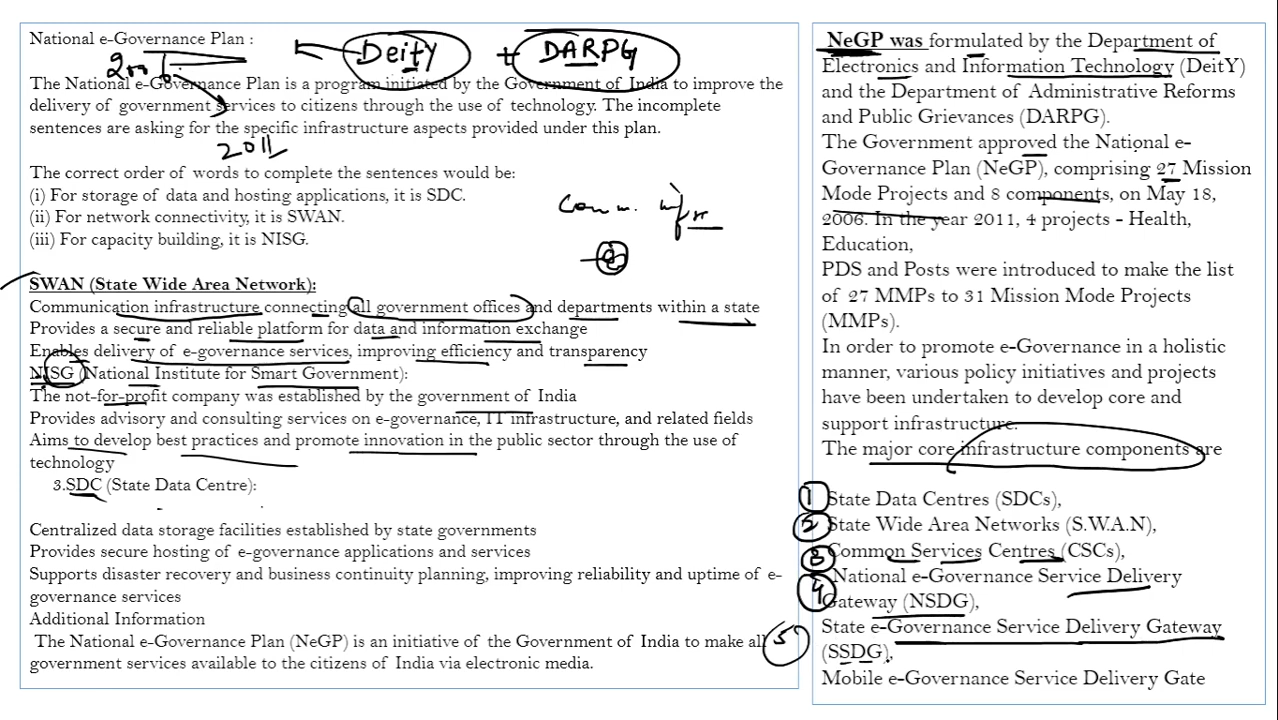 National e-Governance Plan :
Deity + DARPG
2006
The National e-Governance Plan is a program initiated by the Government of India to improve the
delivery of government services to citizens through the use of technology. The incomplete
sentences are asking for the specific infrastructure aspects provided under this plan.
2011
The correct order of words to complete the sentences would be:
(i) For storage of data and hosting applications, it is SDC.
(ii) For network connectivity, it is SWAN.
(iii) For capacity building, it is NISG.
Comm.
SWAN (State Wide Area Network):
Communication infrastructure connecting all government offices and departments within a state
Provides a secure and reliable platform for data and information exchange
Enables delivery of e-governance services, improving efficiency and transparency
NISG (National Institute for Smart Government):
The not-for-profit company was established by the government of India
Provides advisory and consulting services on e-governance, IT infrastructure, and related fields
Aims to develop best practices and promote innovation in the public sector through the use of
technology
3.SDC (State Data Centre):
Centralized data storage facilities established by state governments
Provides secure hosting of e-governance applications and services
Supports disaster recovery and business continuity planning, improving reliability and uptime of e-
governance services
Additional Information
The National e-Governance Plan (NeGP) is an initiative of the Government of India to make all
government services available to the citizens of India via electronic media.
NeGP was formulated by the Department of
Electronics and Information Technology (DeitY)
and the Department of Administrative Reforms
and Public Grievances (DARPG).
The Government approved the National e-
Governance Plan (NeGP), comprising 27 Mission
Mode Projects and 8 components, on May 18,
2006. In the year 2011, 4 projects - Health,
Education,
PDS and Posts were introduced to make the list
of 27 MMPs to 31 Mission Mode Projects
(MMPs).
In order to promote e-Governance in a holistic
manner, various policy initiatives and projects
have been undertaken to develop core and
support infrastructure.
The major core infrastructure components are
1 State Data Centres (SDCs),
2 State Wide Area Networks (S.W.A.N),
3 Common Services Centres (CSCs),
4 National e-Governance Service Delivery
Gateway (NSDG),
5 State e-Governance Service Delivery Gateway
(SSDG),
Mobile e-Governance Service Delivery Gate